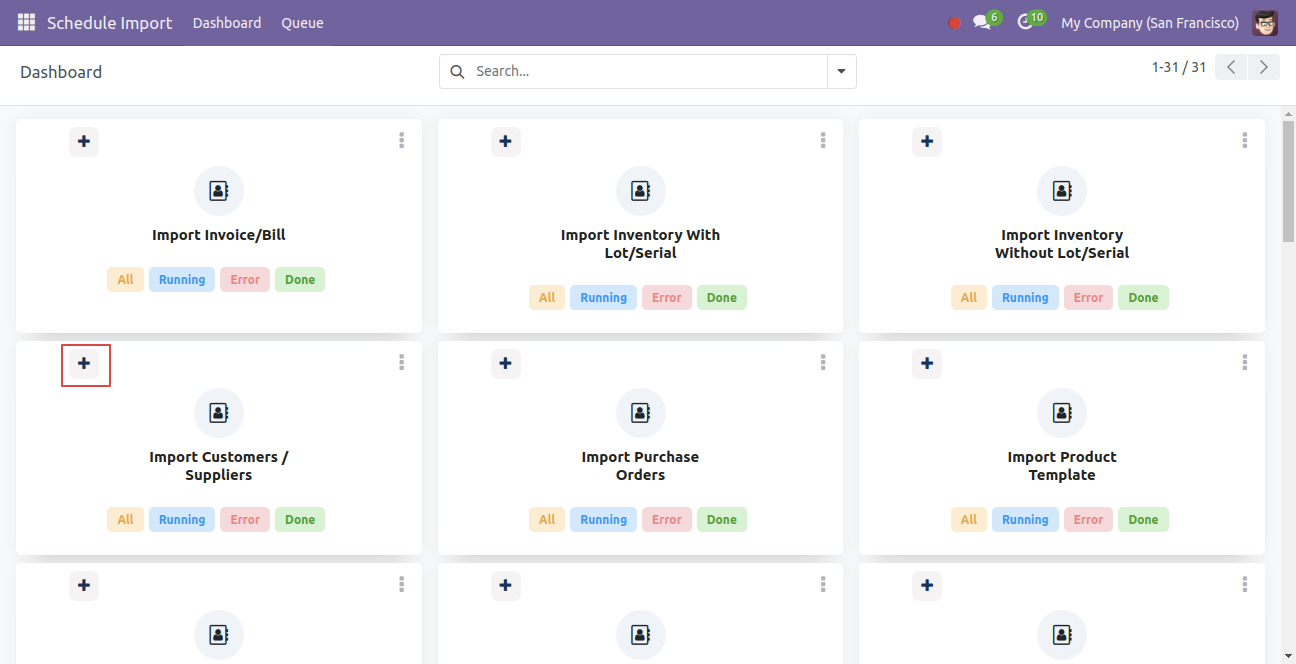 Schedule Import Dashboard Queue 6 10 My Company (San Francisco)
Dashboard Search... 1-31 / 31
Import Invoice/Bill
All Running Error Done
Import Inventory With
Lot/Serial
All Running Error Done
Import Inventory
Without Lot/Serial
All Running Error Done
Import Customers /
Suppliers
All Running Error Done
Import Purchase
Orders
All Running Error Done
Import Product
Template
All Running Error Done